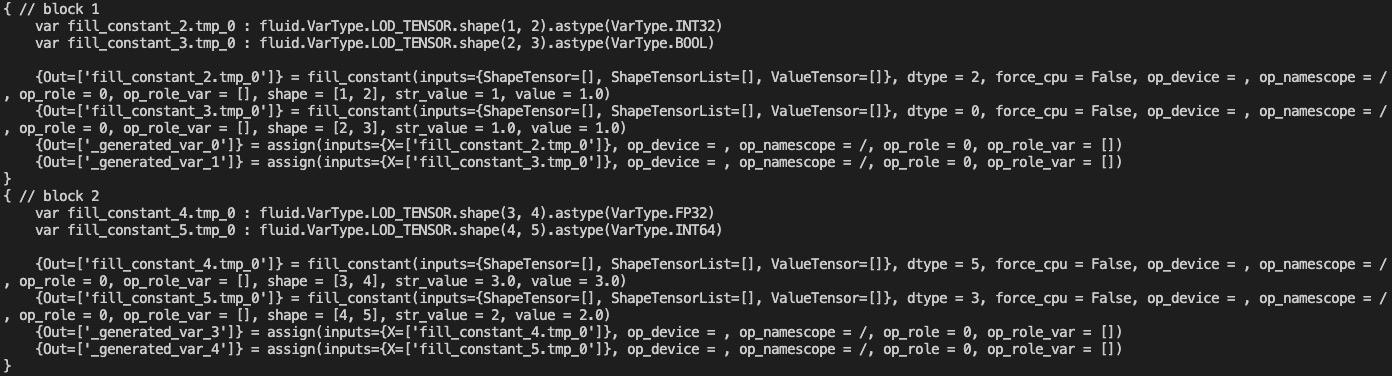 { // block 1
    var fill_constant_2.tmp_0 : fluid.VarType.LOD_TENSOR.shape(1, 2).astype(VarType.INT32)
    var fill_constant_3.tmp_0 : fluid.VarType.LOD_TENSOR.shape(2, 3).astype(VarType.BOOL)

    {Out=['fill_constant_2.tmp_0']} = fill_constant(inputs={ShapeTensor=[], ShapeTensorList=[], ValueTensor=[]}, dtype = 2, force_cpu = False, op_device = , op_namescope = /
, op_role = 0, op_role_var = [], shape = [1, 2], str_value = 1, value = 1.0)
    {Out=['fill_constant_3.tmp_0']} = fill_constant(inputs={ShapeTensor=[], ShapeTensorList=[], ValueTensor=[]}, dtype = 0, force_cpu = False, op_device = , op_namescope = /
, op_role = 0, op_role_var = [], shape = [2, 3], str_value = 1.0, value = 1.0)
    {Out=['_generated_var_0']} = assign(inputs={X=['fill_constant_2.tmp_0']}, op_device = , op_namescope = /, op_role = 0, op_role_var = [])
    {Out=['_generated_var_1']} = assign(inputs={X=['fill_constant_3.tmp_0']}, op_device = , op_namescope = /, op_role = 0, op_role_var = [])
}
{ // block 2
    var fill_constant_4.tmp_0 : fluid.VarType.LOD_TENSOR.shape(3, 4).astype(VarType.FP32)
    var fill_constant_5.tmp_0 : fluid.VarType.LOD_TENSOR.shape(4, 5).astype(VarType.INT64)

    {Out=['fill_constant_4.tmp_0']} = fill_constant(inputs={ShapeTensor=[], ShapeTensorList=[], ValueTensor=[]}, dtype = 5, force_cpu = False, op_device = , op_namescope = /
, op_role = 0, op_role_var = [], shape = [3, 4], str_value = 3.0, value = 3.0)
    {Out=['fill_constant_5.tmp_0']} = fill_constant(inputs={ShapeTensor=[], ShapeTensorList=[], ValueTensor=[]}, dtype = 3, force_cpu = False, op_device = , op_namescope = /
, op_role = 0, op_role_var = [], shape = [4, 5], str_value = 2, value = 2.0)
    {Out=['_generated_var_3']} = assign(inputs={X=['fill_constant_4.tmp_0']}, op_device = , op_namescope = /, op_role = 0, op_role_var = [])
    {Out=['_generated_var_4']} = assign(inputs={X=['fill_constant_5.tmp_0']}, op_device = , op_namescope = /, op_role = 0, op_role_var = [])
}